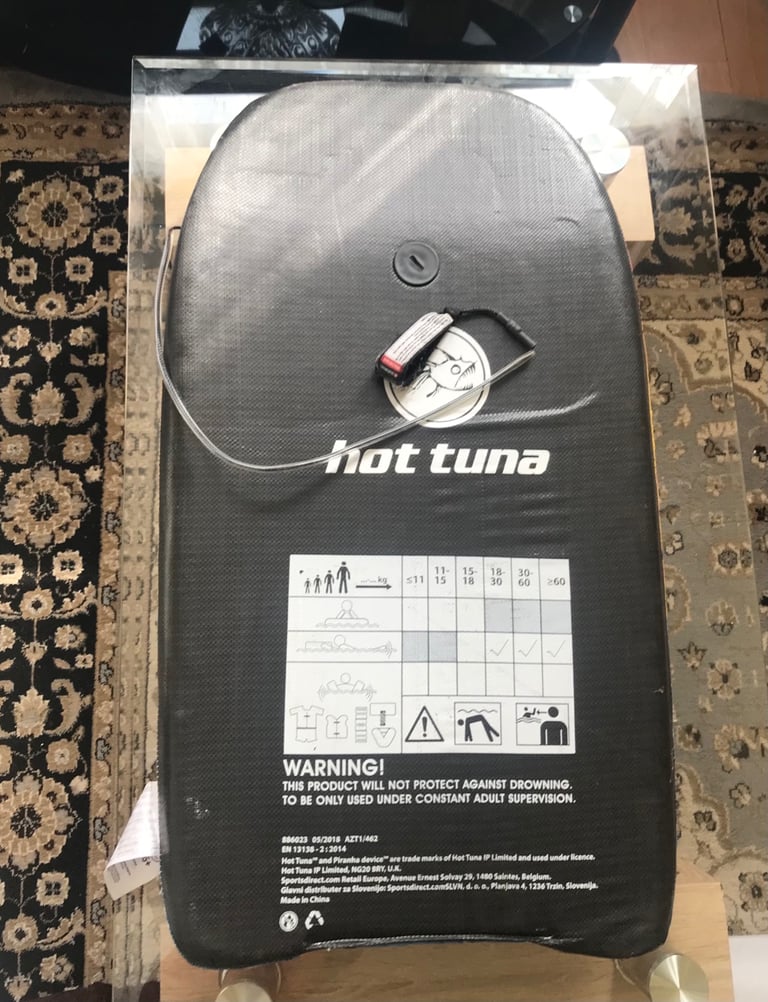 hot tuna
kg
≤11
11-
15
15-
18
18-
30
30-
60
≥60
WARNING!
THIS PRODUCT WILL NOT PROTECT AGAINST DROWNING.
TO BE ONLY USED UNDER CONSTANT ADULT SUPERVISION.
886023 05/2018 AZT1/462
EN 13138 - 2 : 2014
Hot Tuna™ and Piranha device™ are trade marks of Hot Tuna IP Limited and used under licence.
Hot Tuna IP Limited, NG20 8RY, U.K.
Sportsdirect.com Retail Europe, Avenue Ernest Solvay 29, 1480 Saintes, Belgium.
Glavni distributer za Slovenijo: Sportsdirect.comSLVN, d. o. o., Planjava 4, 1236 Trzin, Slovenija.
Made in China